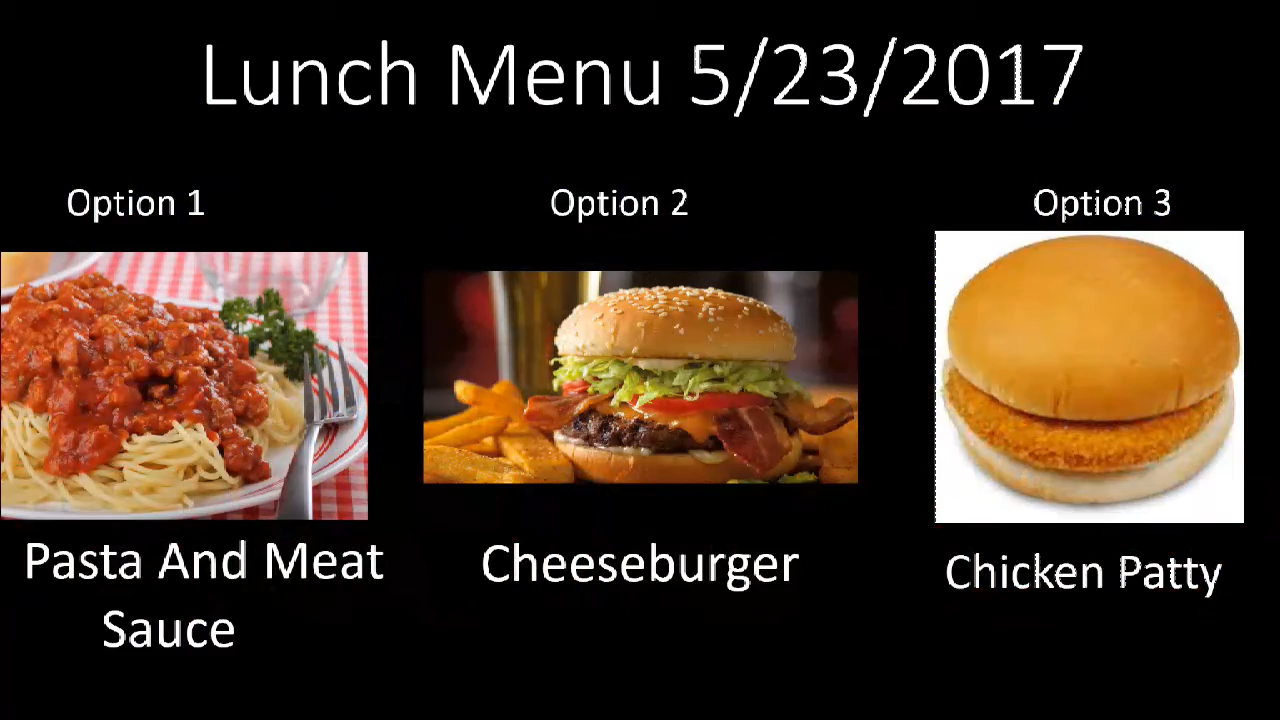 Lunch Menu 5/23/2017
Option 1
Option 2
Option 3
Pasta And Meat
Sauce
Cheeseburger
Chicken Patty